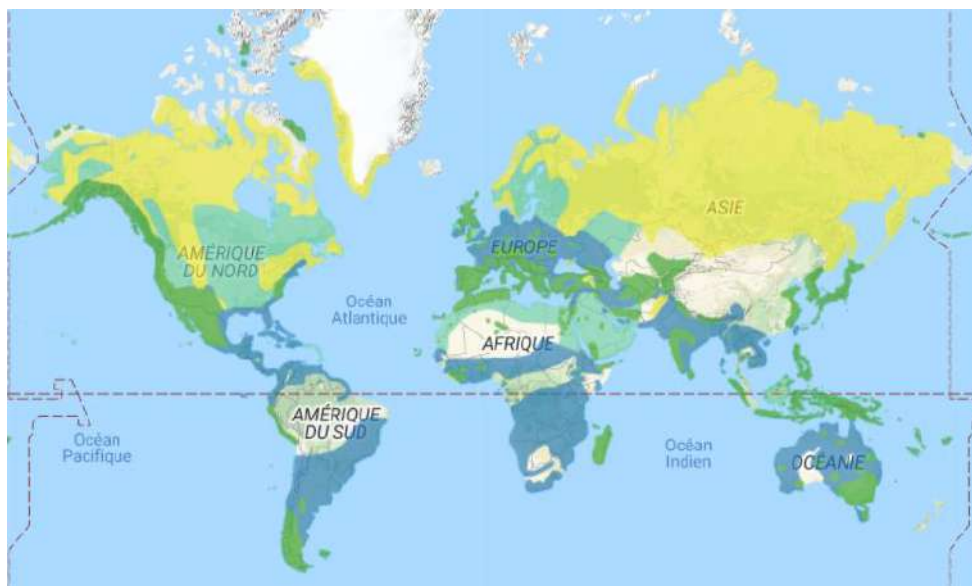 ASIE
EUROPE
AMÉRIQUE
DU NORD
Océan
Atlantique
AFRIQUE
AMÉRIQUE
DU SUD
Océan
Pacifique
Océan
Indien
OCÉANIE